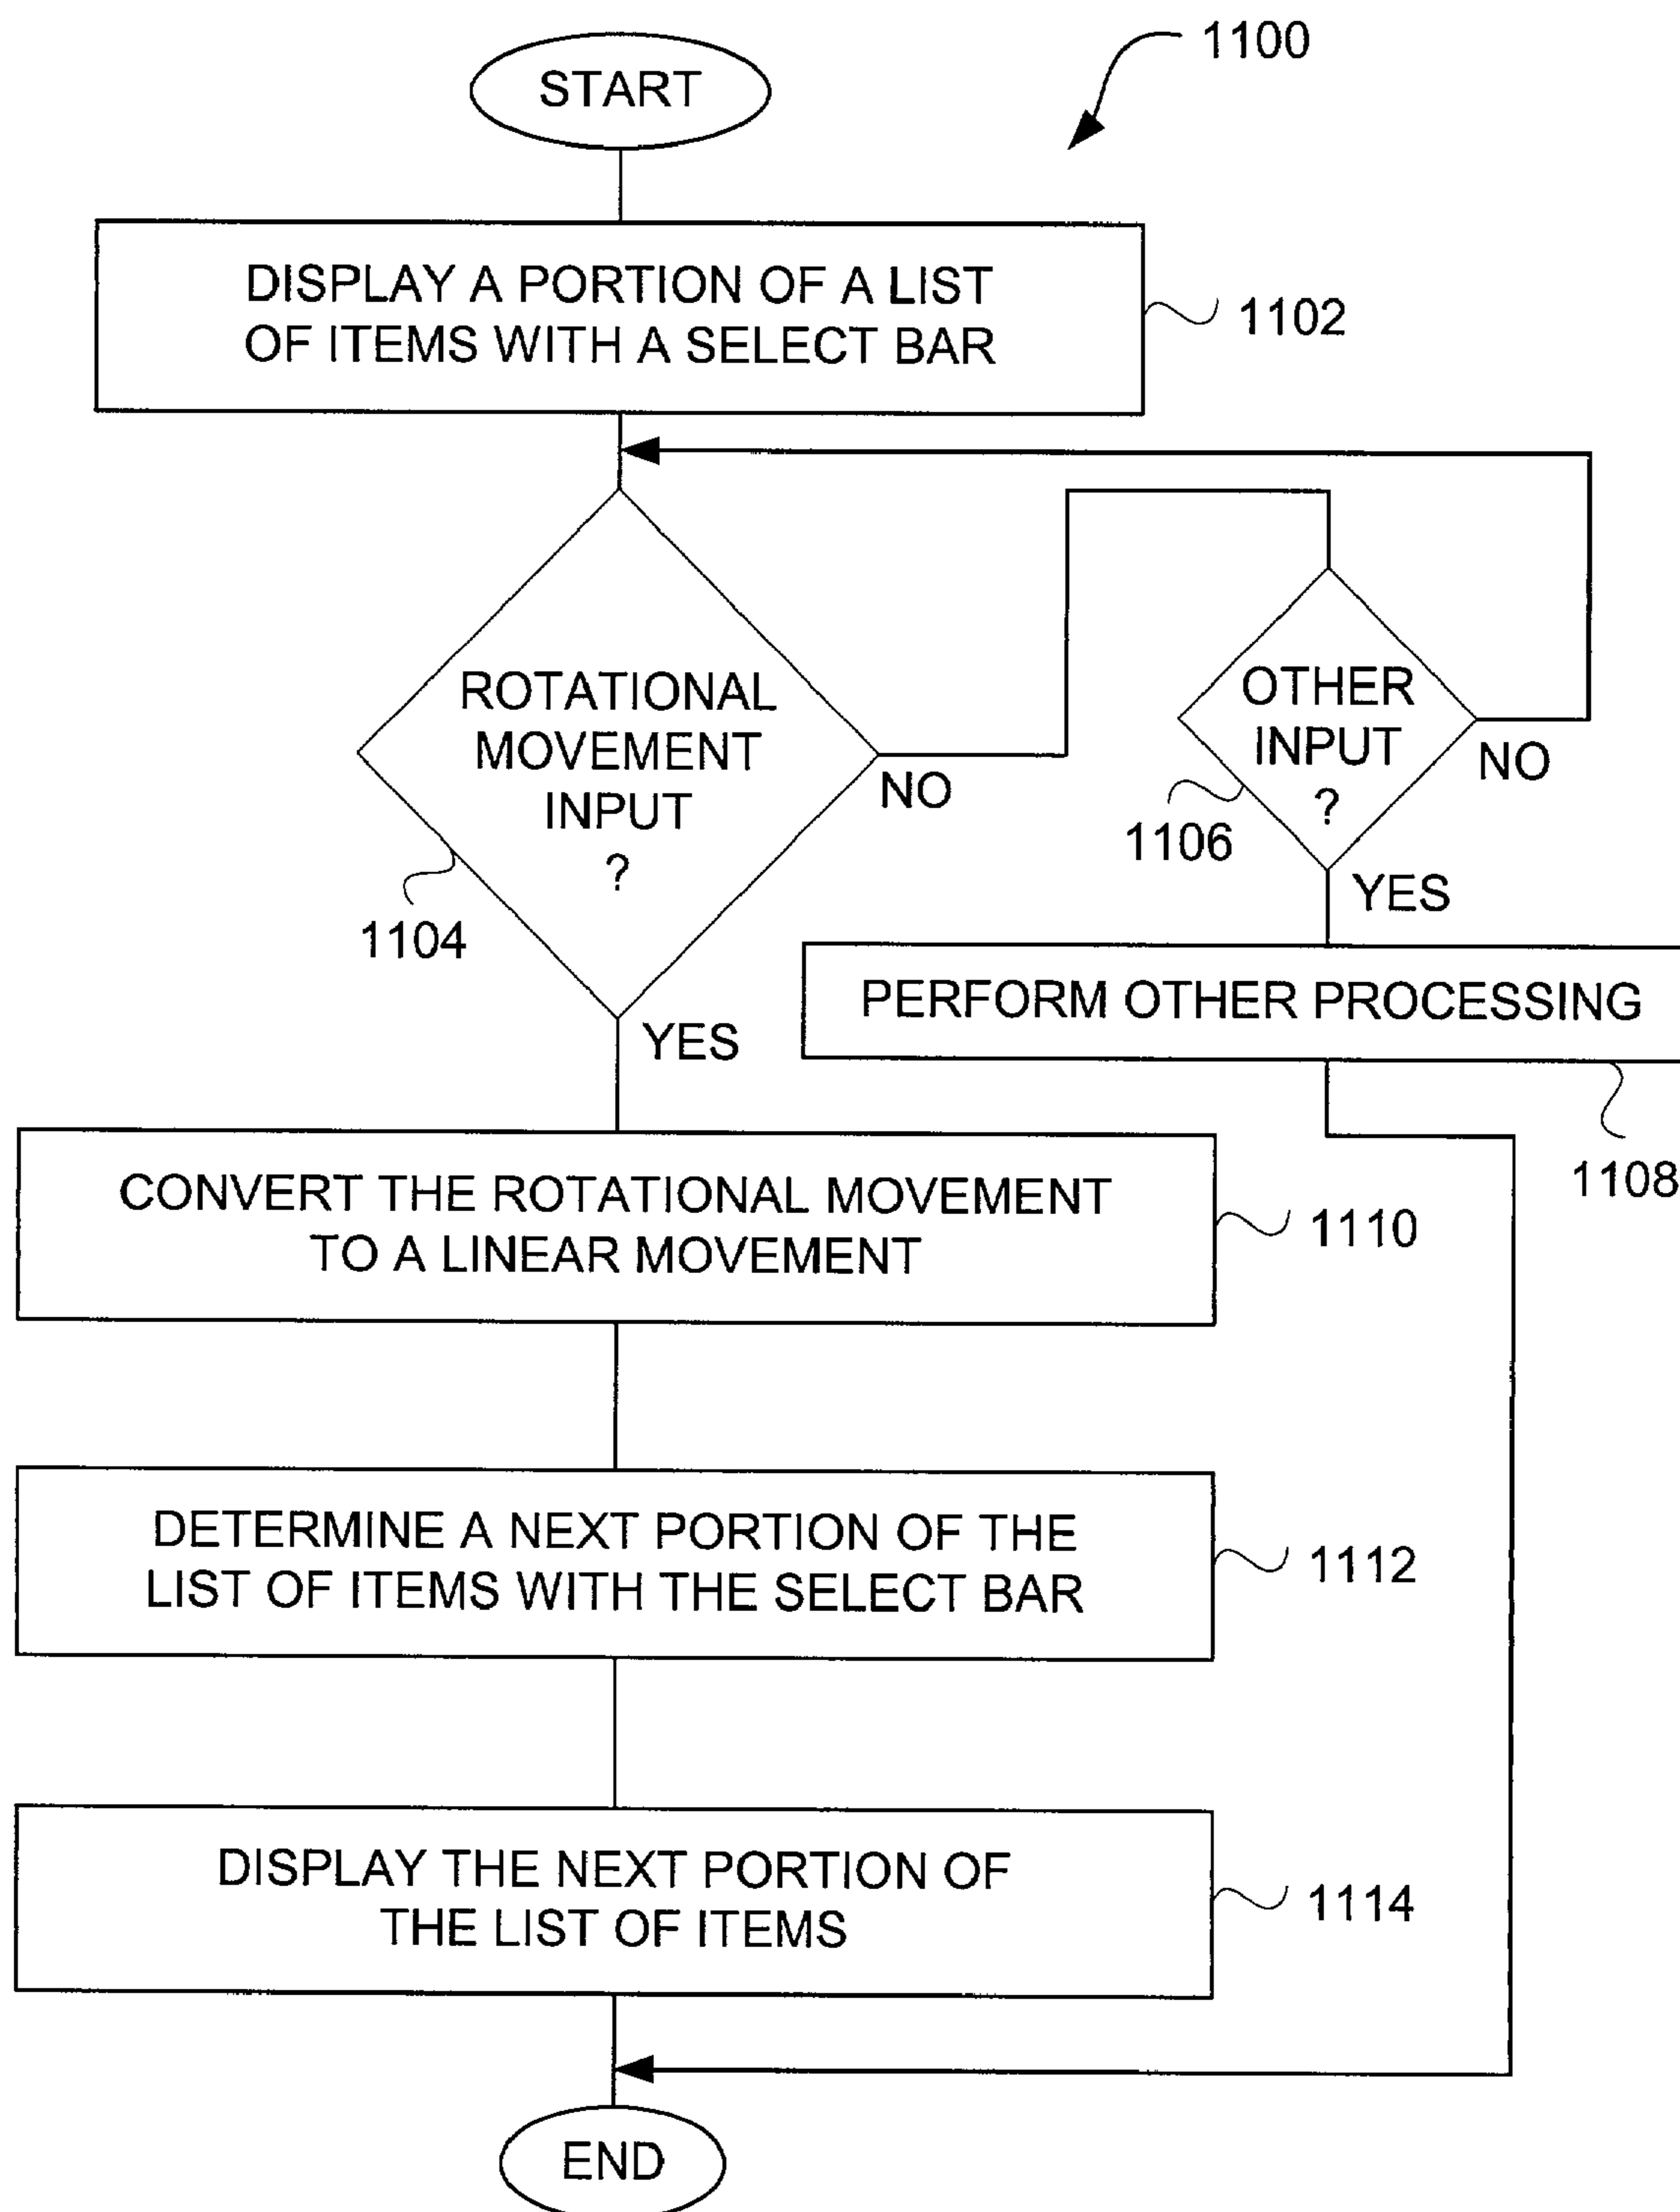 1100
START
DISPLAY A PORTION OF A LIST
OF ITEMS WITH A SELECT BAR
1102
ROTATIONAL
MOVEMENT
INPUT
?
NO
1104
YES
OTHER
INPUT
?
NO
1106
YES
PERFORM OTHER PROCESSING
1108
CONVERT THE ROTATIONAL MOVEMENT
TO A LINEAR MOVEMENT
1110
DETERMINE A NEXT PORTION OF THE
LIST OF ITEMS WITH THE SELECT BAR
1112
DISPLAY THE NEXT PORTION OF
THE LIST OF ITEMS
1114
END